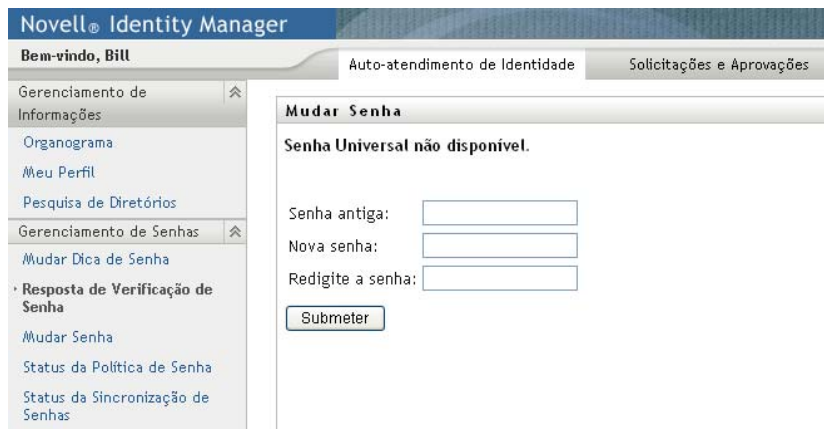 Novell® Identity Manager
Bem-vindo, Bill
Auto-atendimento de Identidade
Solicitações e Aprovações
Gerenciamento de
Informações
Organograma
Meu Perfil
Pesquisa de Diretórios
Gerenciamento de Senhas
Mudar Dica de Senha
Resposta de Verificação de
Senha
Mudar Senha
Status da Política de Senha
Status da Sincronização de
Senhas
Mudar Senha
Senha Universal não disponível.
Senha antiga:
Nova senha:
Redigite a senha:
Submeter